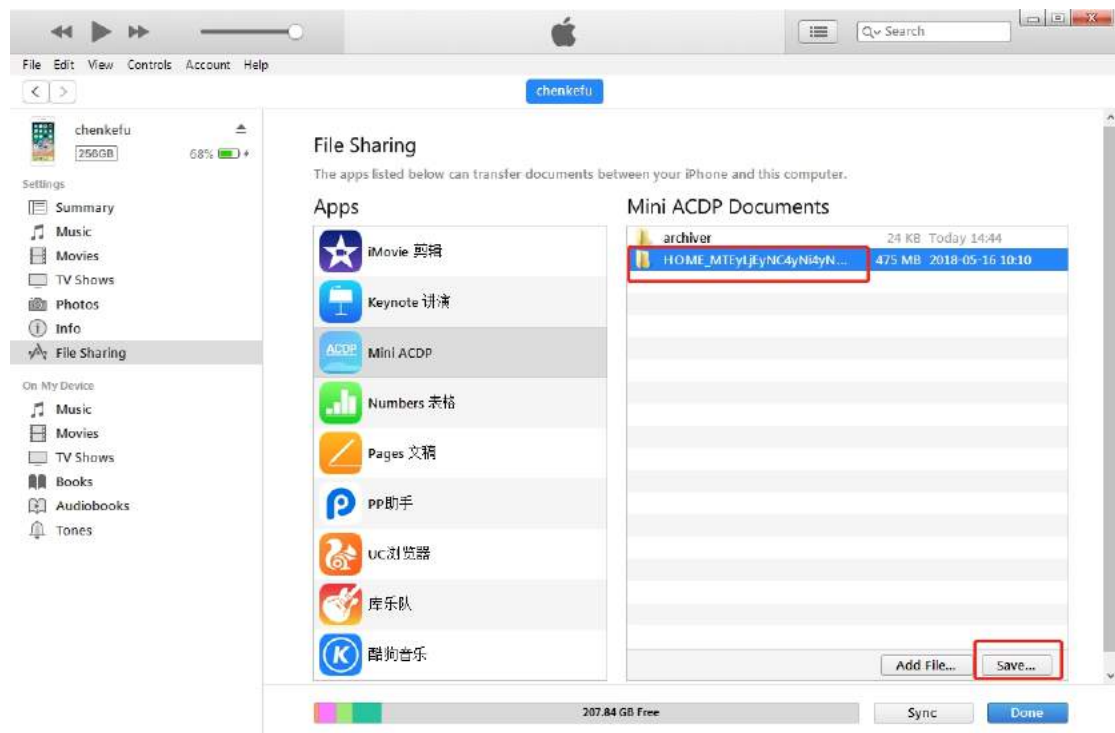 Search
File Edit View Controls Account Help
chenkefu
chenkefu
256GB 68%
Settings
Summary
Music
Movies
TV Shows
Photos
Info
File Sharing
On My Device
Music
Movies
TV Shows
Books
Audiobooks
Tones
File Sharing
The apps listed below can transfer documents between your iPhone and this computer.
Apps
iMovie 剪辑
Keynote 讲演
ACDP Mini ACDP
Numbers 表格
Pages 文稿
PP助手
UC浏览器
库乐队
K 酷狗音乐
Mini ACDP Documents
archiver 24 KB Today 14:44
HOME_MTEyLjEyNC4yNi4yN... 475 MB 2018-05-16 10:10
Add File... Save...
207.84 GB Free
Sync Done